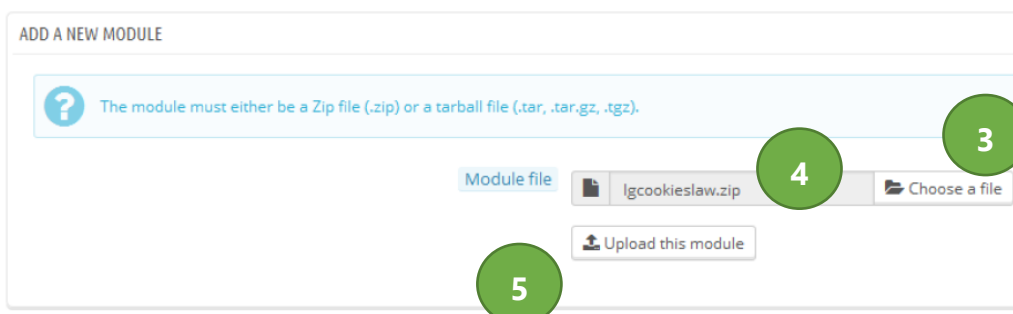 ADD A NEW MODULE
The module must either be a Zip file (.zip) or a tarball file (.tar, .tar.gz, .tgz).
3
Module file
lgcookieslaw.zip
4
Choose a file
Upload this module
5